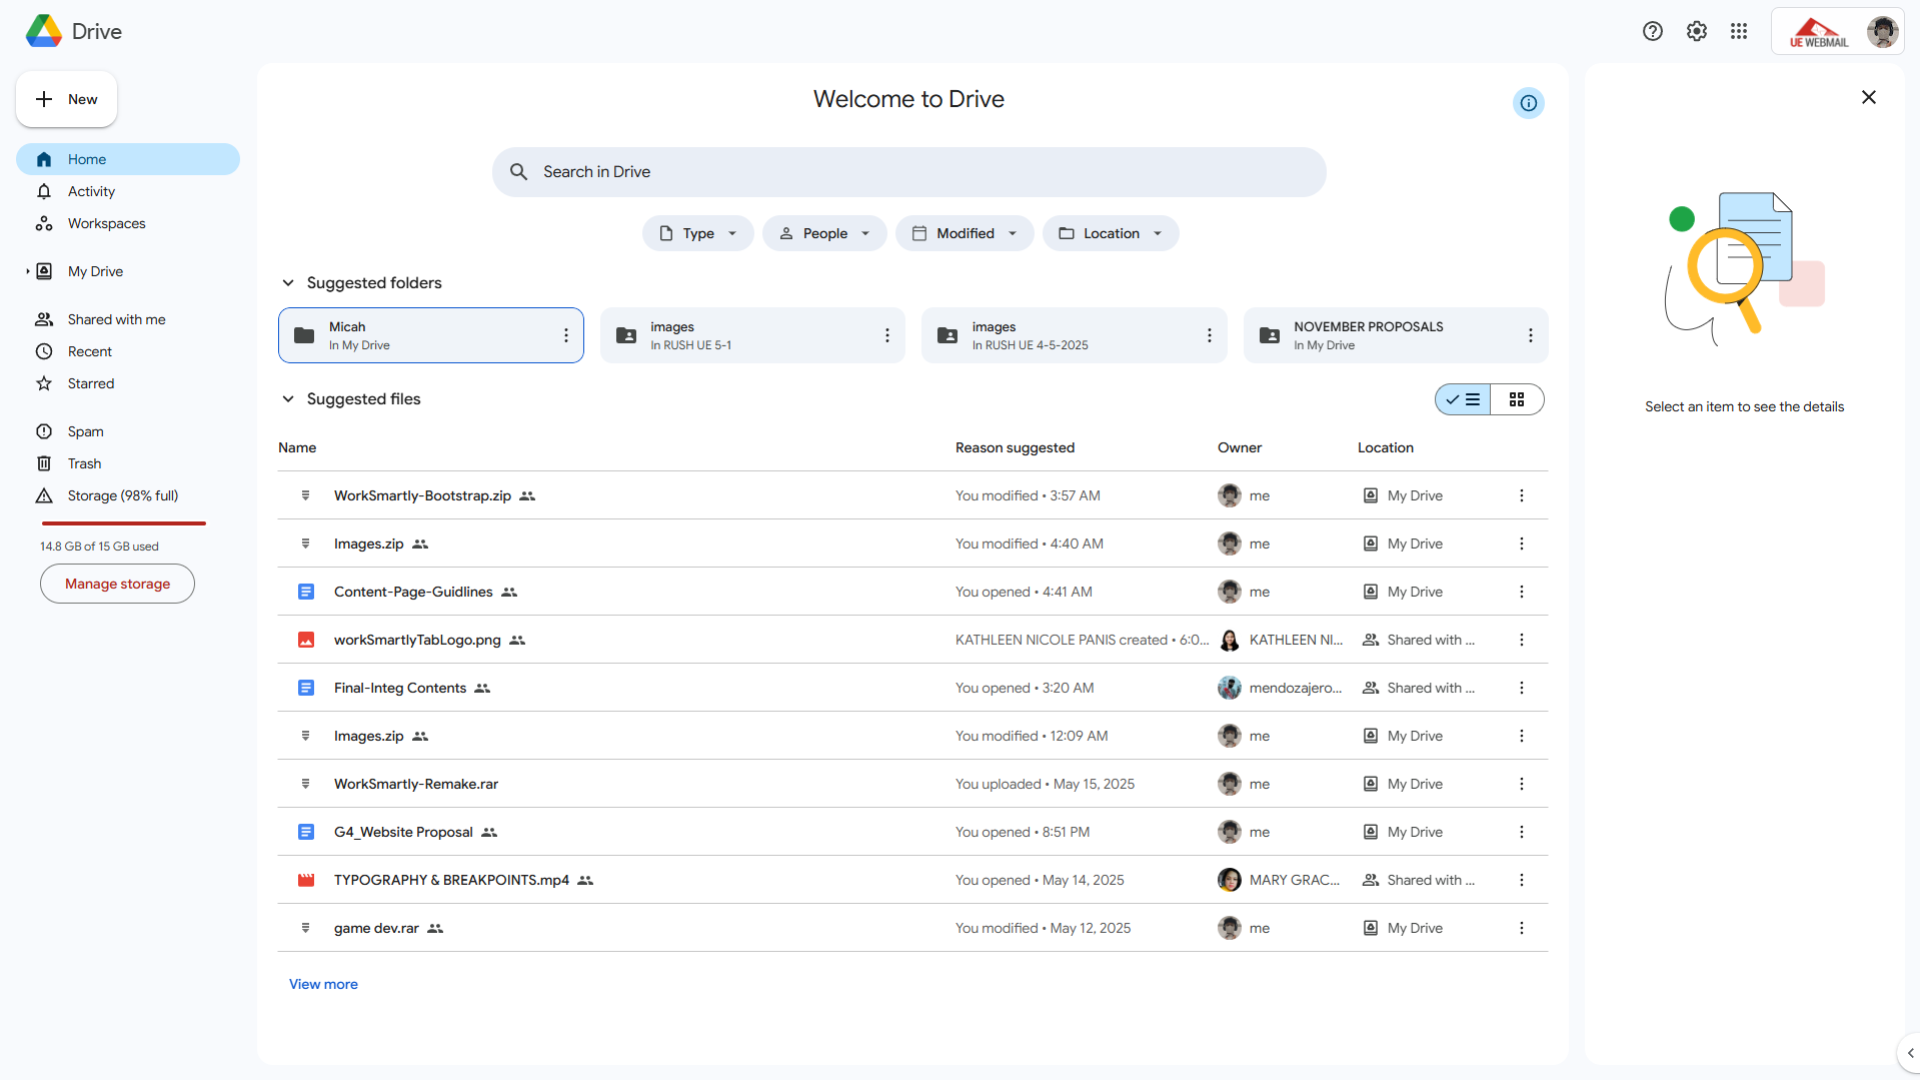 Drive
UE WEBMAIL
New
Welcome to Drive
Home
Activity
Workspaces
My Drive
Shared with me
Recent
Starred
Spam
Trash
Storage (98% full)
14.8 GB of 15 GB used
Manage storage
Search in Drive
Type People Modified Location
Suggested folders
Micah
In My Drive
images
In RUSH UE 5-1
images
In RUSH UE 4-5-2025
NOVEMBER PROPOSALS
In My Drive
Suggested files
Name Reason suggested Owner Location
WorkSmartly-Bootstrap.zip You modified • 3:57 AM me My Drive
Images.zip You modified • 4:40 AM me My Drive
Content-Page-Guidlines You opened • 4:41 AM me My Drive
workSmartlyTabLogo.png KATHLEEN NICOLE PANIS created • 6:0... KATHLEEN NI... Shared with ...
Final-Integ Contents You opened • 3:20 AM mendozajero... Shared with ...
Images.zip You modified • 12:09 AM me My Drive
WorkSmartly-Remake.rar You uploaded • May 15, 2025 me My Drive
G4_Website Proposal You opened • 8:51 PM me My Drive
TYPOGRAPHY & BREAKPOINTS.mp4 You opened • May 14, 2025 MARY GRAC... Shared with ...
game dev.rar You modified • May 12, 2025 me My Drive
View more
Select an item to see the details